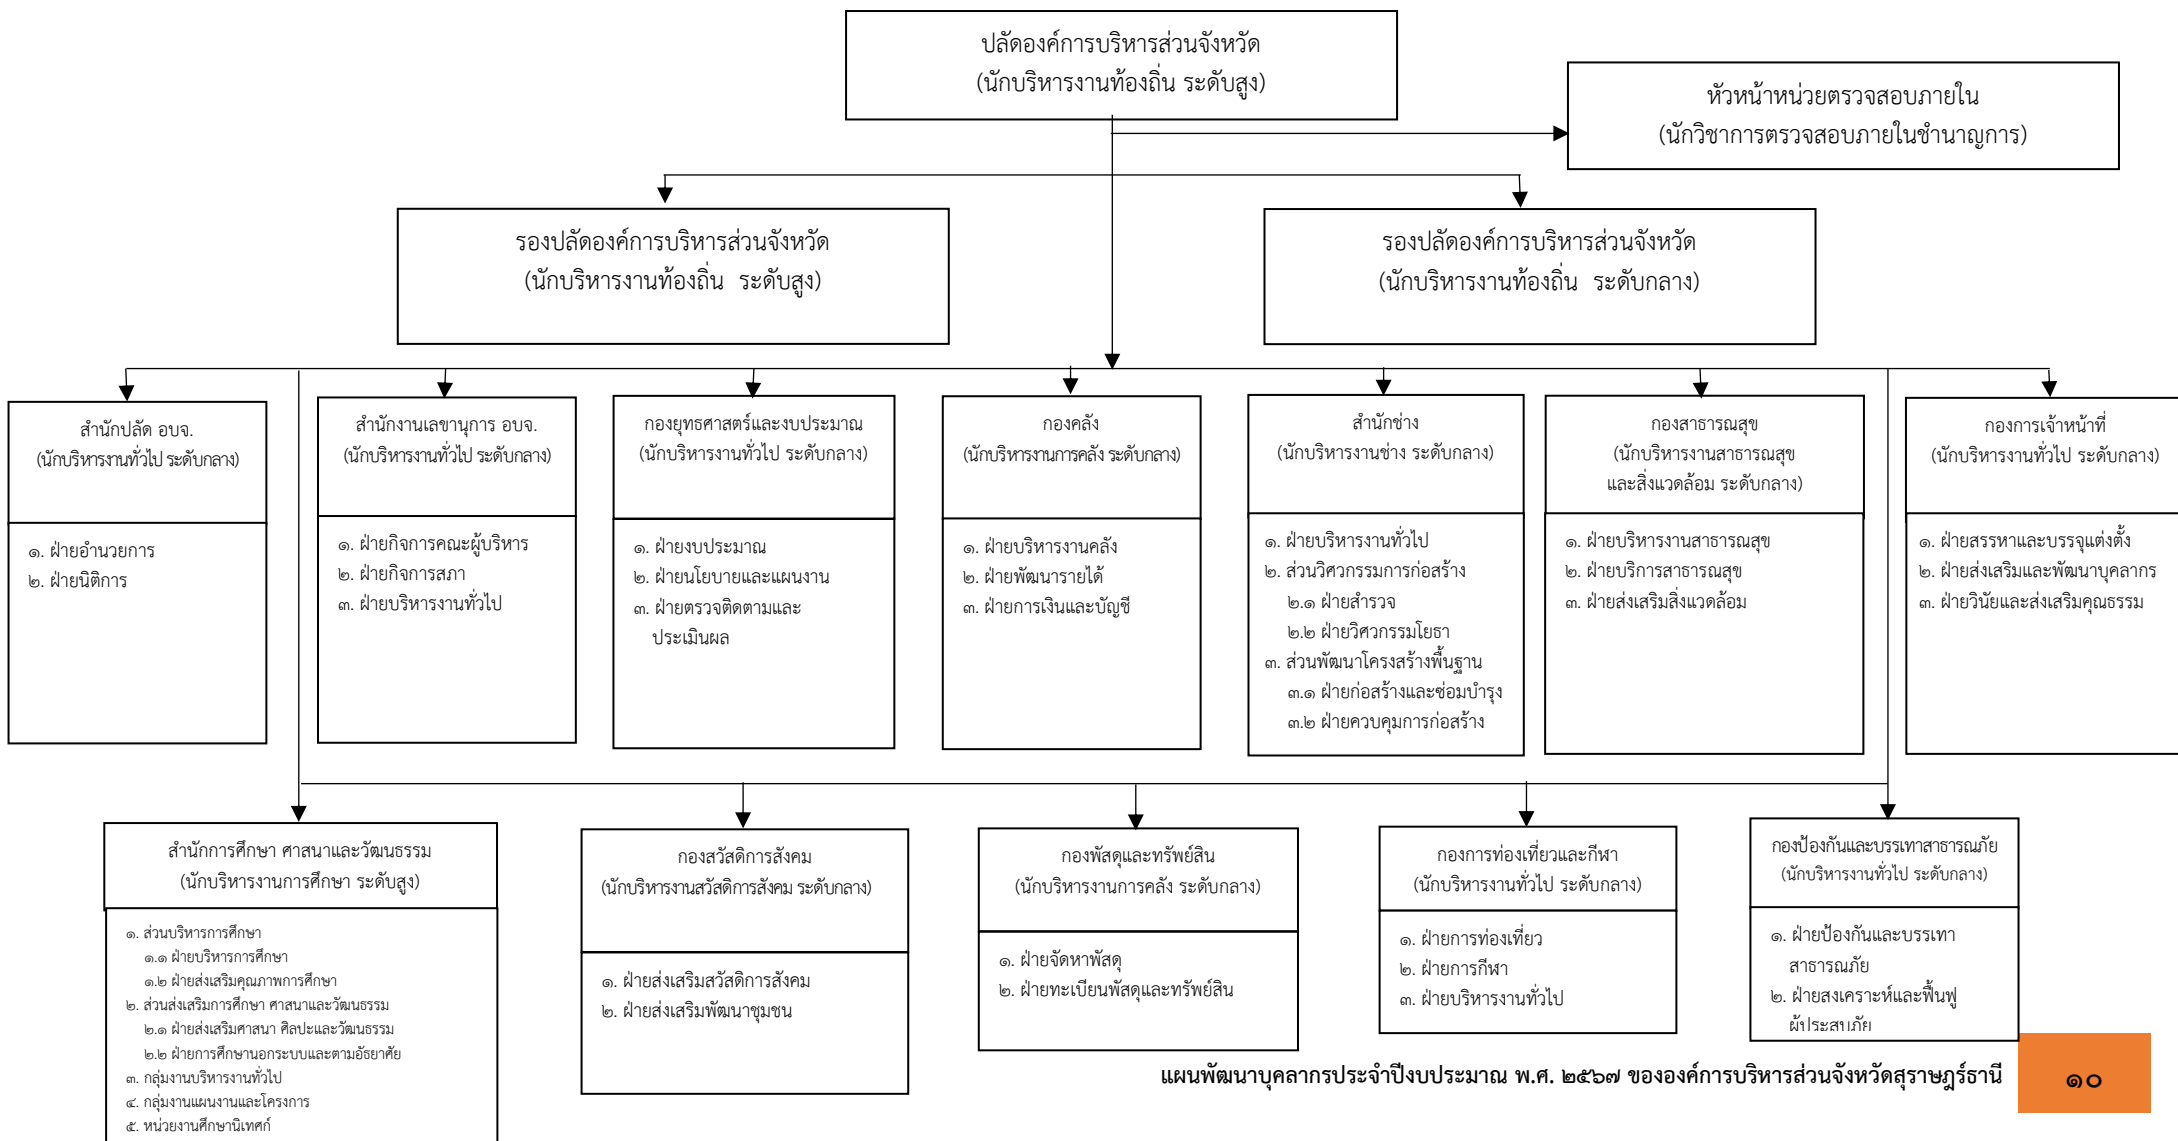 ปลัดองค์การบริหารส่วนจังหวัด
(นักบริหารงานท้องถิ่น ระดับสูง)
หัวหน้าหน่วยตรวจสอบภายใน
(นักวิชาการตรวจสอบภายในชำนาญการ)
รองปลัดองค์การบริหารส่วนจังหวัด
(นักบริหารงานท้องถิ่น ระดับสูง)
รองปลัดองค์การบริหารส่วนจังหวัด
(นักบริหารงานท้องถิ่น ระดับกลาง)
สำนักปลัด อบจ.
(นักบริหารงานทั่วไป ระดับกลาง)
๑. ฝ่ายอำนวยการ
๒. ฝ่ายนิติการ
สำนักงานเลขานุการ อบจ.
(นักบริหารงานทั่วไป ระดับกลาง)
๑. ฝ่ายกิจการคณะผู้บริหาร
๒. ฝ่ายกิจการสภา
๓. ฝ่ายบริหารงานทั่วไป
กองยุทธศาสตร์และงบประมาณ
(นักบริหารงานทั่วไป ระดับกลาง)
๑. ฝ่ายงบประมาณ
๒. ฝ่ายนโยบายและแผนงาน
๓. ฝ่ายตรวจติดตามและ
ประเมินผล
กองคลัง
(นักบริหารงานการคลัง ระดับกลาง)
๑. ฝ่ายบริหารงานคลัง
๒. ฝ่ายพัฒนารายได้
๓. ฝ่ายการเงินและบัญชี
สำนักช่าง
(นักบริหารงานช่าง ระดับกลาง)
๑. ฝ่ายบริหารงานทั่วไป
๒. ส่วนวิศวกรรมการก่อสร้าง
๒.๑ ฝ่ายสำรวจ
๒.๒ ฝ่ายวิศวกรรมโยธา
๓. ส่วนพัฒนาโครงสร้างพื้นฐาน
๓.๑ ฝ่ายก่อสร้างและซ่อมบำรุง
๓.๒ ฝ่ายควบคุมการก่อสร้าง
กองสาธารณสุข
(นักบริหารงานสาธารณสุข
และสิ่งแวดล้อม ระดับกลาง)
๑. ฝ่ายบริหารงานสาธารณสุข
๒. ฝ่ายบริการสาธารณสุข
๓. ฝ่ายส่งเสริมสิ่งแวดล้อม
กองการเจ้าหน้าที่
(นักบริหารงานทั่วไป ระดับกลาง)
๑. ฝ่ายสรรหาและบรรจุแต่งตั้ง
๒. ฝ่ายส่งเสริมและพัฒนาบุคลากร
๓. ฝ่ายวินัยและส่งเสริมคุณธรรม
สำนักการศึกษา ศาสนาและวัฒนธรรม
(นักบริหารงานการศึกษา ระดับสูง)
๑. ส่วนบริหารการศึกษา
๑.๑ ฝ่ายบริหารการศึกษา
๑.๒ ฝ่ายส่งเสริมคุณภาพการศึกษา
๒. ส่วนส่งเสริมการศึกษา ศาสนาและวัฒนธรรม
๒.๑ ฝ่ายส่งเสริมศาสนา ศิลปะและวัฒนธรรม
๒.๒ ฝ่ายการศึกษานอกระบบและตามอัธยาศัย
๓. กลุ่มงานบริหารงานทั่วไป
๔. กลุ่มงานแผนงานและโครงการ
๕. หน่วยงานศึกษานิเทศก์
กองสวัสดิการสังคม
(นักบริหารงานสวัสดิการสังคม ระดับกลาง)
๑. ฝ่ายส่งเสริมสวัสดิการสังคม
๒. ฝ่ายส่งเสริมพัฒนาชุมชน
กองพัสดุและทรัพย์สิน
(นักบริหารงานการคลัง ระดับกลาง)
๑. ฝ่ายจัดหาพัสดุ
๒. ฝ่ายทะเบียนพัสดุและทรัพย์สิน
กองการท่องเที่ยวและกีฬา
(นักบริหารงานทั่วไป ระดับกลาง)
๑. ฝ่ายการท่องเที่ยว
๒. ฝ่ายการกีฬา
๓. ฝ่ายบริหารงานทั่วไป
กองป้องกันและบรรเทาสาธารณภัย
(นักบริหารงานทั่วไป ระดับกลาง)
๑. ฝ่ายป้องกันและบรรเทา
สาธารณภัย
๒. ฝ่ายสงเคราะห์และฟื้นฟู
ผู้ประสบภัย
แผนพัฒนาบุคลากรประจำปีงบประมาณ พ.ศ. ๒๕๖๗ ขององค์การบริหารส่วนจังหวัดสุราษฎร์ธานี
๑๐